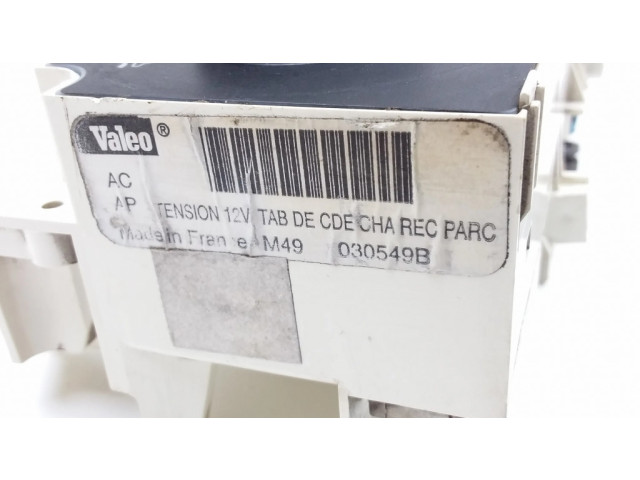 Valeo®
AC
AP TENSION 12V TAB DE CDE CHA REC PARC
Made in France M49 030549B